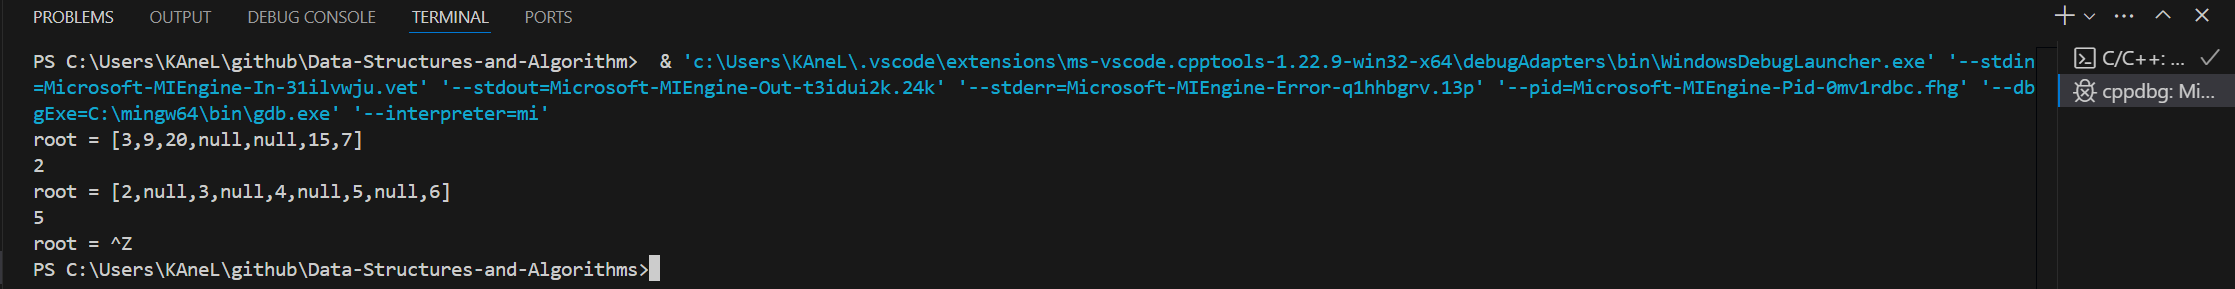 PROBLEMS OUTPUT DEBUG CONSOLE TERMINAL PORTS
PS C:\Users\KAneL\github\Data-Structures-and-Algorithm>  & 'c:\Users\KAneL\.vscode\extensions\ms-vscode.cpptools-1.22.9-win32-x64\debugAdapters\bin\WindowsDebugLauncher.exe' '--stdin
=Microsoft-MIEngine-In-31ilvwju.vet' '--stdout=Microsoft-MIEngine-Out-t3idui2k.24k' '--stderr=Microsoft-MIEngine-Error-q1hhbgrv.13p' '--pid=Microsoft-MIEngine-Pid-0mv1rdbc.fhg' '--db
gExe=C:\mingw64\bin\gdb.exe' '--interpreter=mi'
root = [3,9,20,null,null,15,7]
2
root = [2,null,3,null,4,null,5,null,6]
5
root = ^Z
PS C:\Users\KAneL\github\Data-Structures-and-Algorithms>
C/C++: ...
cppdbg: Mi...